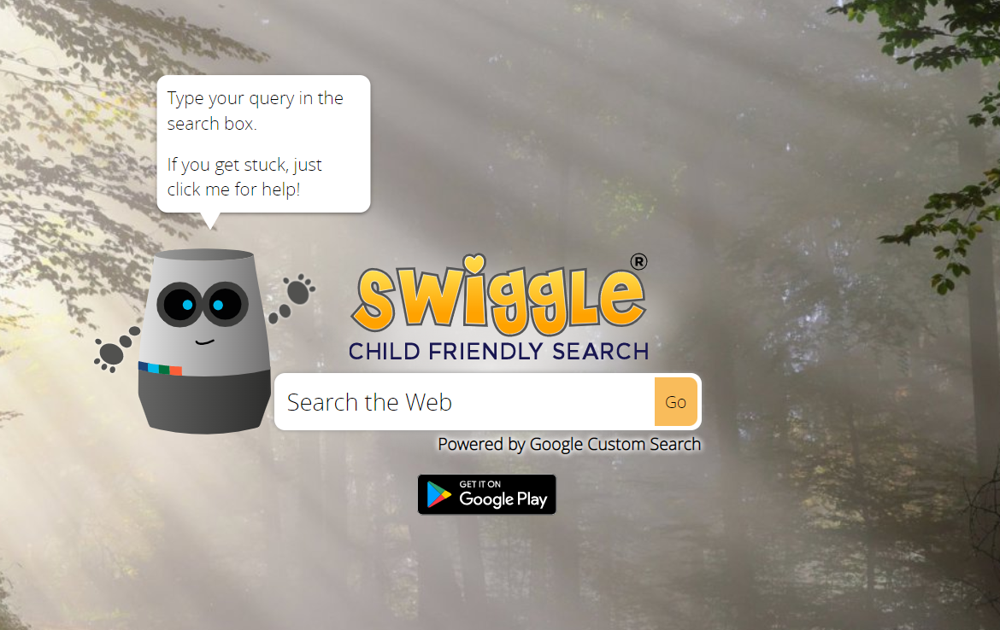 Type your query in the
search box.
If you get stuck, just
click me for help!
swiggle®
CHILD FRIENDLY SEARCH
Search the Web
Go
Powered by Google Custom Search
GET IT ON
Google Play